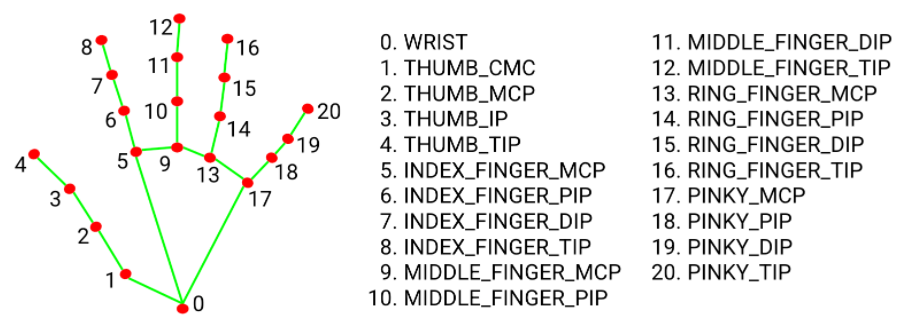 12
8
16
11
7
15
10
6
20
14
4
19
5
9
13
18
3
17
2
1
0
0. WRIST
1. THUMB_CMC
2. THUMB_MCP
3. THUMB_IP
4. THUMB_TIP
5. INDEX_FINGER_MCP
6. INDEX_FINGER_PIP
7. INDEX_FINGER_DIP
8. INDEX_FINGER_TIP
9. MIDDLE_FINGER_MCP
10. MIDDLE_FINGER_PIP
11. MIDDLE_FINGER_DIP
12. MIDDLE_FINGER_TIP
13. RING_FINGER_MCP
14. RING_FINGER_PIP
15. RING_FINGER_DIP
16. RING_FINGER_TIP
17. PINKY_MCP
18. PINKY_PIP
19. PINKY_DIP
20. PINKY_TIP